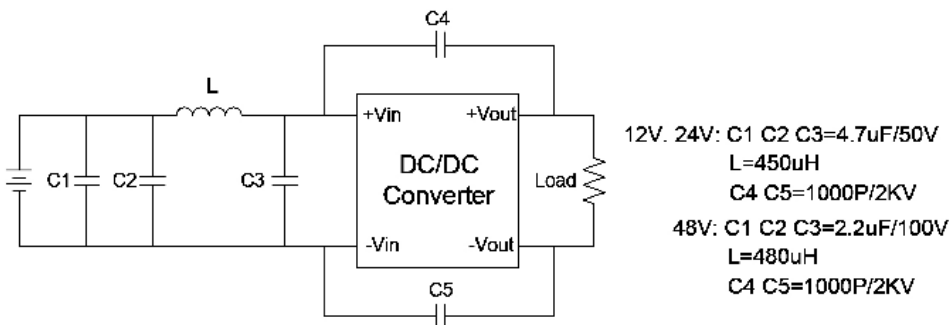 C4
L
+Vin
+Vout
12V. 24V: C1 C2 C3=4.7uF/50V
C1
C2
C3
DC/DC
Converter
Load
L=450uH
C4 C5=1000P/2KV
-Vin
-Vout
48V: C1 C2 C3=2.2uF/100V
L=480uH
C5
C4 C5=1000P/2KV